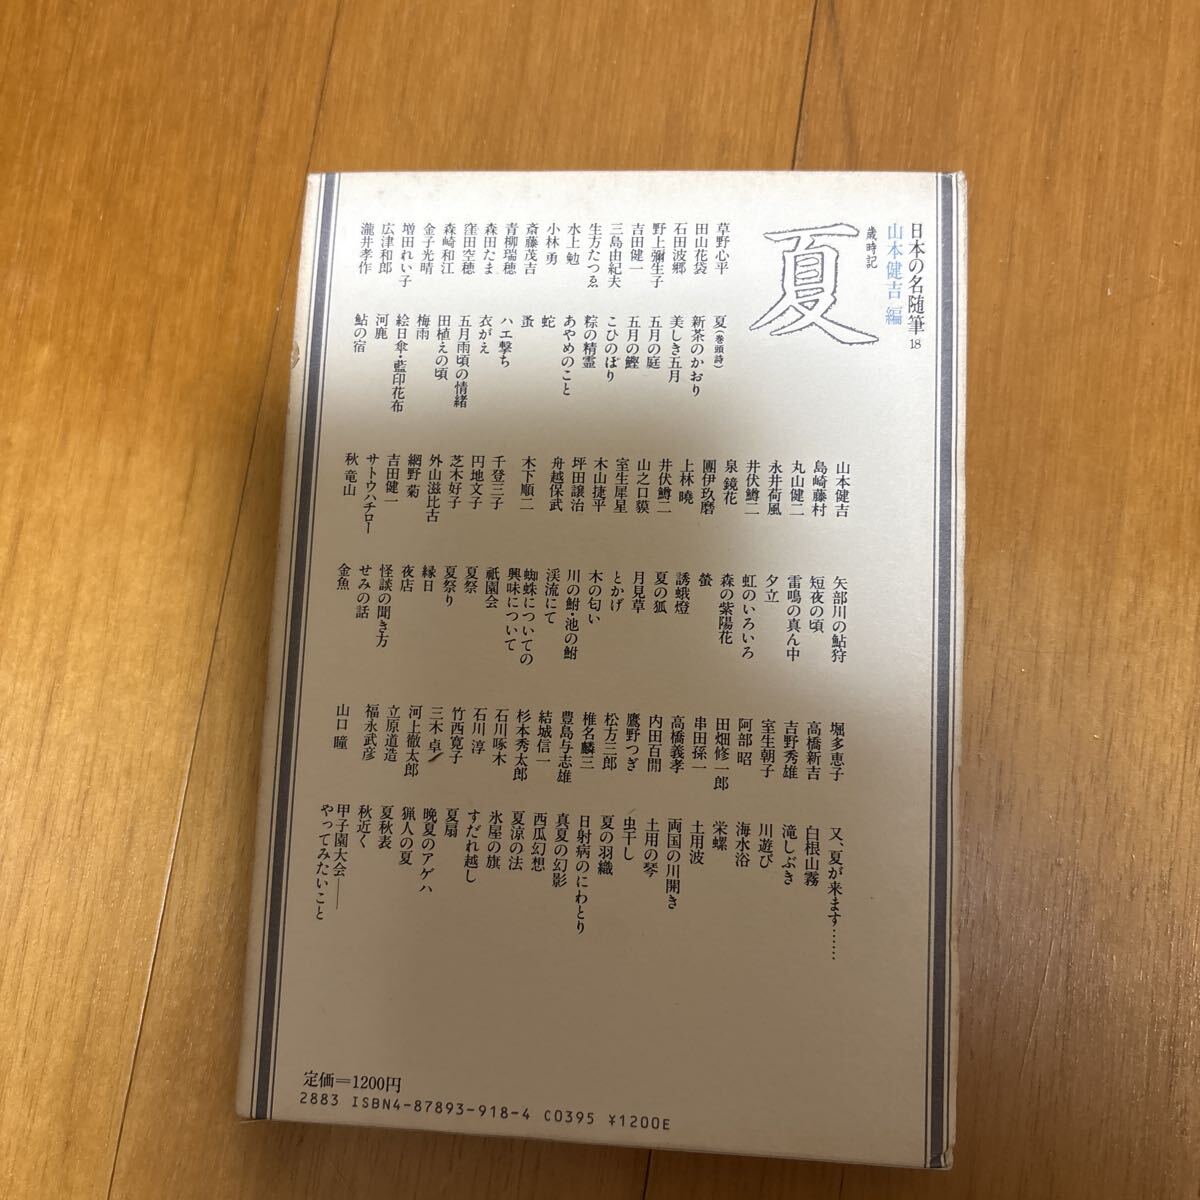 日本の名随筆18
山本健吉 編
歳時記
夏
草野心平 夏（巻頭詩）
田山花袋 新茶のかおり
石田波郷 美しき五月
野上彌生子 五月の庭
吉田健一 五月の鰹
三島由紀夫 こひのぼり
生方たつゑ 粽の精霊
水上 勉 あやめのこと
小林 勇 蛇
斎藤茂吉 蚤
青柳瑞穂 ハエ撃ち
森田たま 衣がえ
窪田空穂 五月雨頃の情緒
森崎和江 田植えの頃
金子光晴 梅雨
増田れい子 絵日傘・藍印花布
広津和郎 河鹿
瀧井孝作 鮎の宿
山本健吉 矢部川の鮎狩
島崎藤村 短夜の頃
丸山健二 雷鳴の真ん中
永井荷風 夕立
井伏鱒二 虹のいろいろ
泉 鏡花 森の紫陽花
團伊玖磨 螢
上林 曉 誘蛾燈
井伏鱒二 夏の狐
山之口貘 月見草
室生犀星 とかげ
木山捷平 木の匂い
坪田譲治 川の鮒・池の鮒
舟越保武 渓流にて
木下順二 蜘蛛についての
興味について
千登三子 祇園会
円地文子 夏祭
芝木好子 夏祭り
外山滋比古 縁日
網野 菊 夜店
吉田健一 怪談の聞き方
サトウハチロー せみの話
秋 竜山 金魚
堀多恵子 又、夏が来ます……
高橋新吉 白根山霧
吉野秀雄 滝しぶき
室生朝子 川遊び
阿部 昭 海水浴
田畑修一郎 栄螺
串田孫一 土用波
高橋義孝 両国の川開き
内田百閒 土用の琴
鷹野つぎ 虫干し
松方三郎 夏の羽織
椎名麟三 日射病のにわとり
豊島与志雄 真夏の幻影
結城信一 西瓜幻想
杉本秀太郎 夏涼の法
石川啄木 氷屋の旗
石川 淳 すだれ越し
竹西寛子 夏扇
三木 卓 晩夏のアゲハ
河上徹太郎 猟人の夏
立原道造 夏秋表
福永武彦 秋近く
山口 瞳 甲子園大会——
やってみたいこと
定価＝1200円
2883 ISBN4-87893-918-4 C0395 ¥1200E